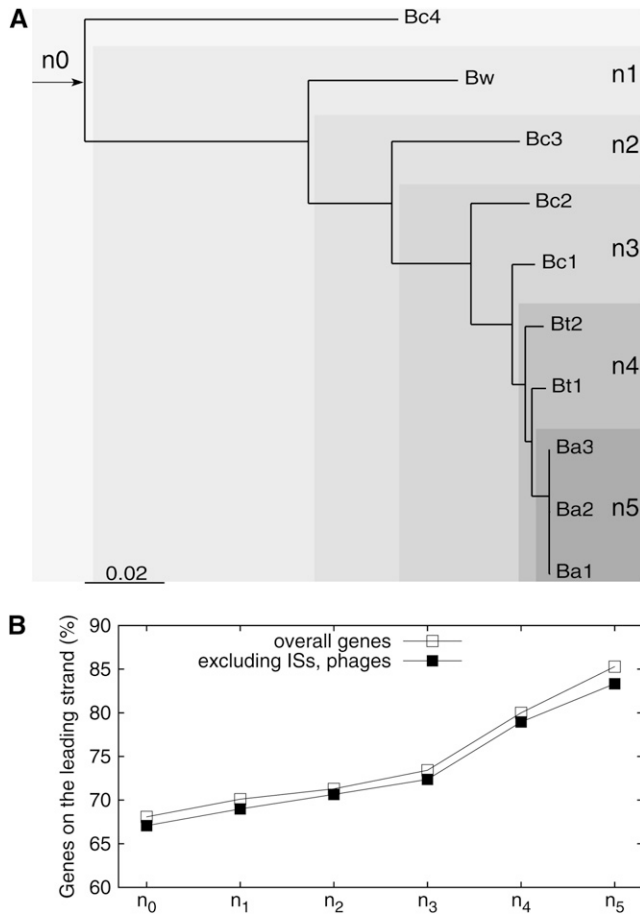 A
Bc4
n0
Bw
n1
Bc3
n2
Bc2
n3
Bc1
Bt2
n4
Bt1
Ba3
Ba2
n5
Ba1
0.02
B
Genes on the leading strand (%)
90
85
80
75
70
65
60
overall genes
excluding ISs, phages
n0 n1 n2 n3 n4 n5